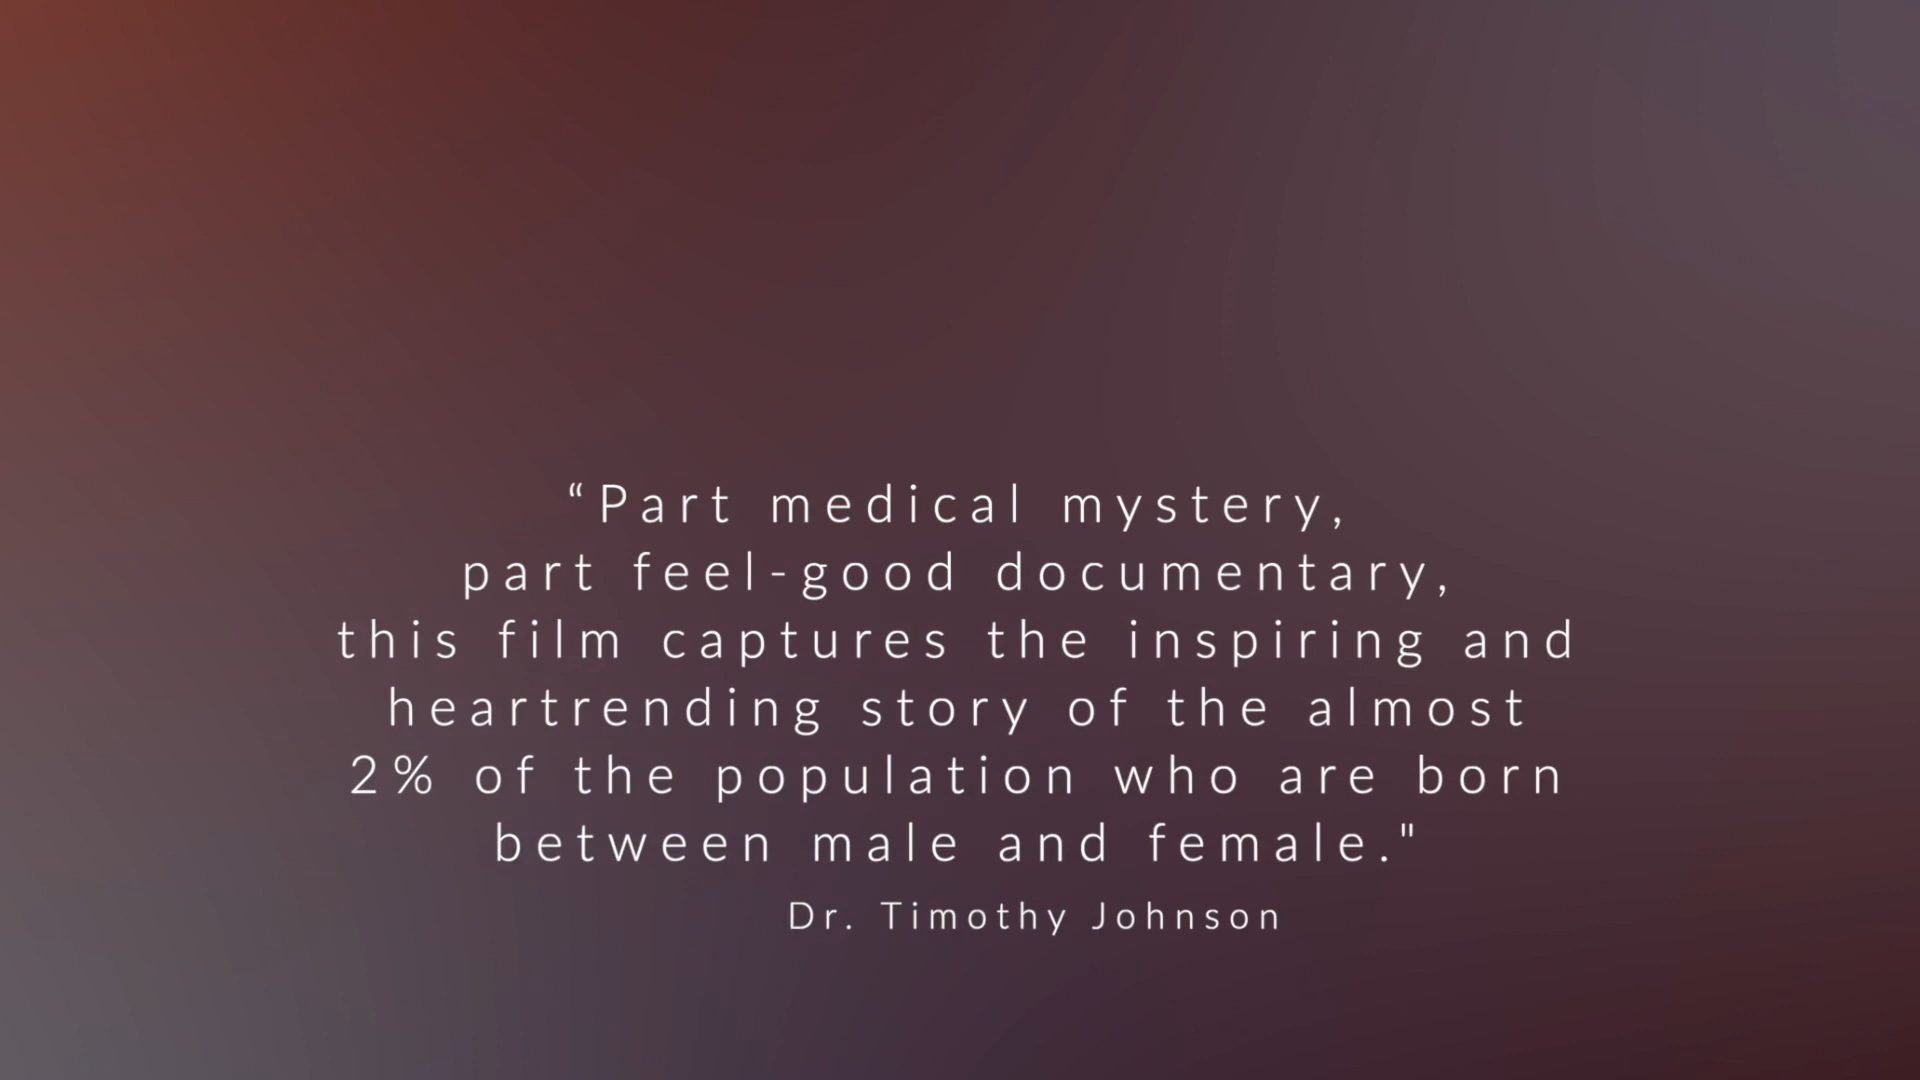 “Part medical mystery,
part feel-good documentary,
this film captures the inspiring and
heartrending story of the almost
2% of the population who are born
between male and female."
Dr. Timothy Johnson